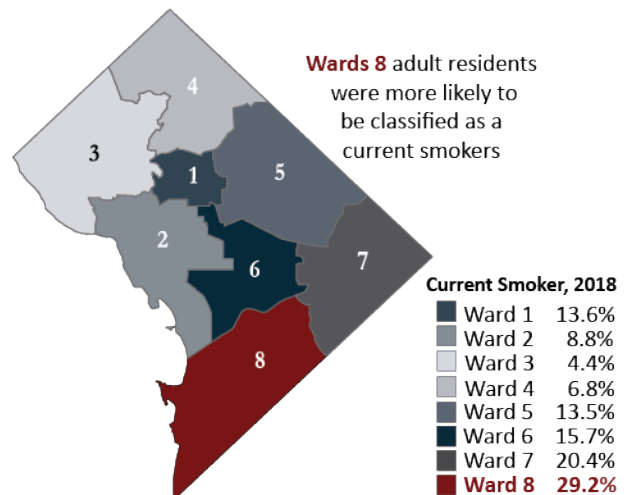 4
Wards 8 adult residents
were more likely to
be classified as a
current smokers
3
1
5
2
6
7
8
Current Smoker, 2018
Ward 1 13.6%
Ward 2 8.8%
Ward 3 4.4%
Ward 4 6.8%
Ward 5 13.5%
Ward 6 15.7%
Ward 7 20.4%
Ward 8 29.2%